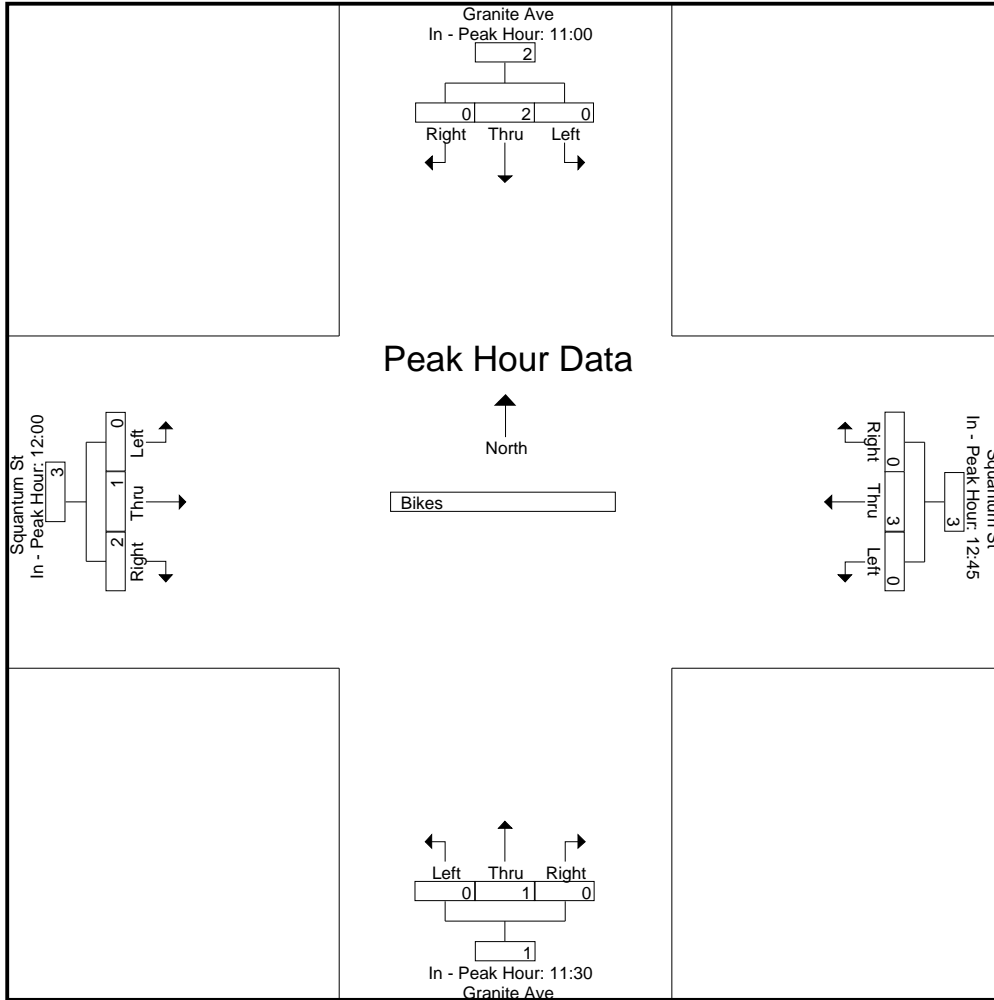 Granite Ave
In - Peak Hour: 11:00
2
0 2 0
Right Thru Left
Peak Hour Data
North
Bikes
Squantum St
In - Peak Hour: 12:00
3
0 1 2
Left Thru Right
Squantum St
In - Peak Hour: 12:45
3
0 3 0
Right Thru Left
Left Thru Right
0 1 0
1
In - Peak Hour: 11:30
Granite Ave